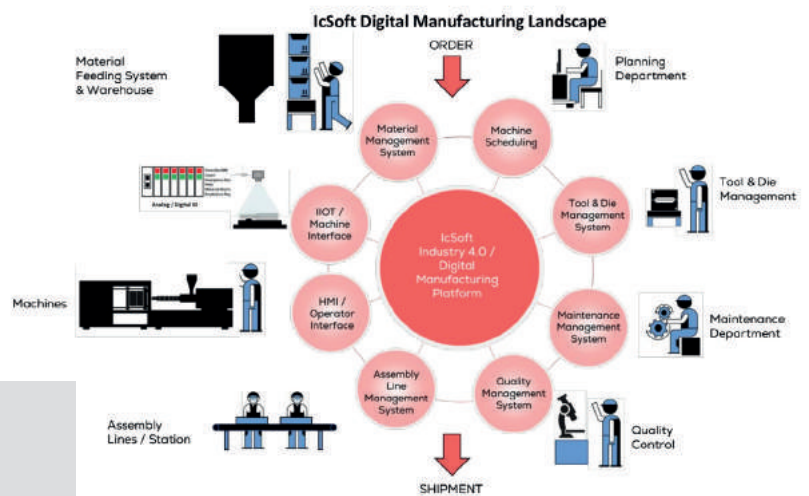 IcSoft Digital Manufacturing Landscape
ORDER
Material
Feeding System
& Warehouse
Planning
Department
Material
Management
System
Machine
Scheduling
Analog / Digital IO
Tool & Die
Management
IIOT /
Machine
Interface
Tool & Die
Management
System
IcSoft
Industry 4.0 /
Digital
Manufacturing
Platform
Machines
HMI /
Operator
Interface
Maintenance
Management
System
Maintenance
Department
Assembly
Line
Management
System
Quality
Management
System
Assembly
Lines / Station
Quality
Control
SHIPMENT